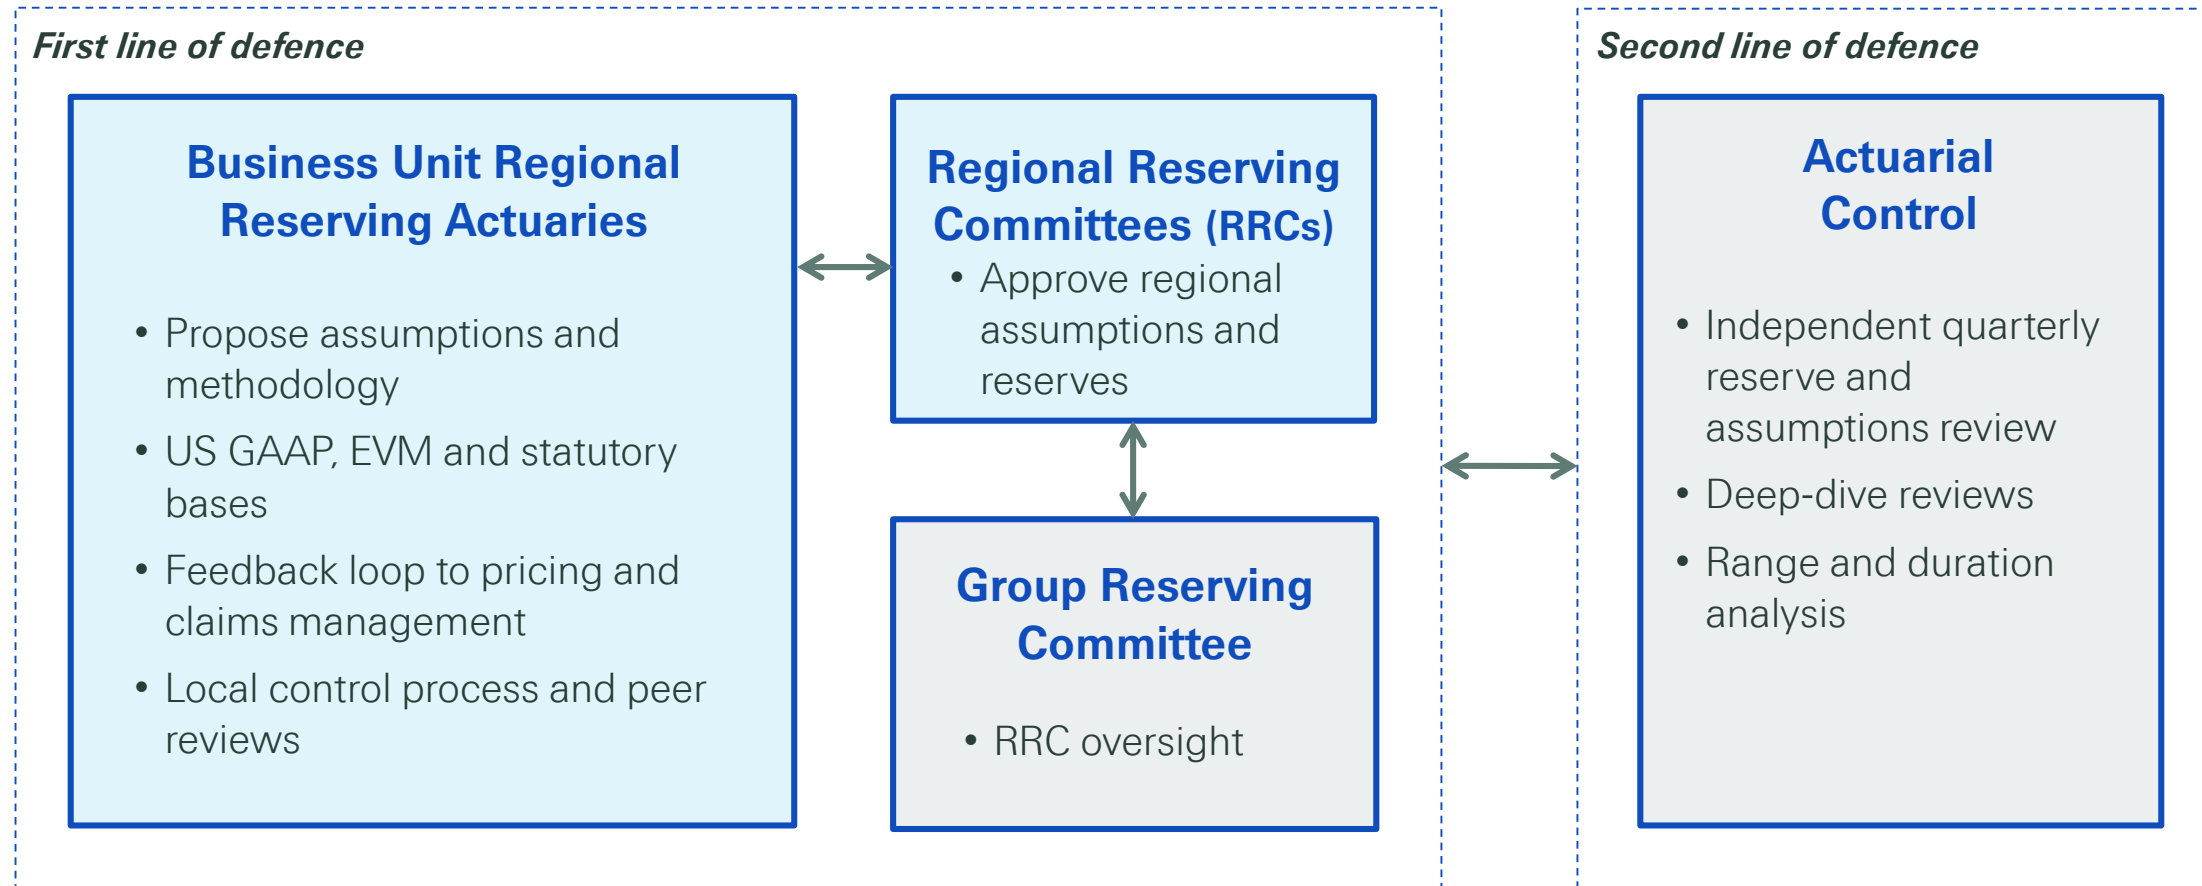 First line of defence
Business Unit Regional
Reserving Actuaries
• Propose assumptions and
methodology
• US GAAP, EVM and statutory
bases
• Feedback loop to pricing and
claims management
• Local control process and peer
reviews
Regional Reserving
Committees (RRCs)
• Approve regional
assumptions and
reserves
Group Reserving
Committee
• RRC oversight
Second line of defence
Actuarial
Control
• Independent quarterly
reserve and
assumptions review
• Deep-dive reviews
• Range and duration
analysis